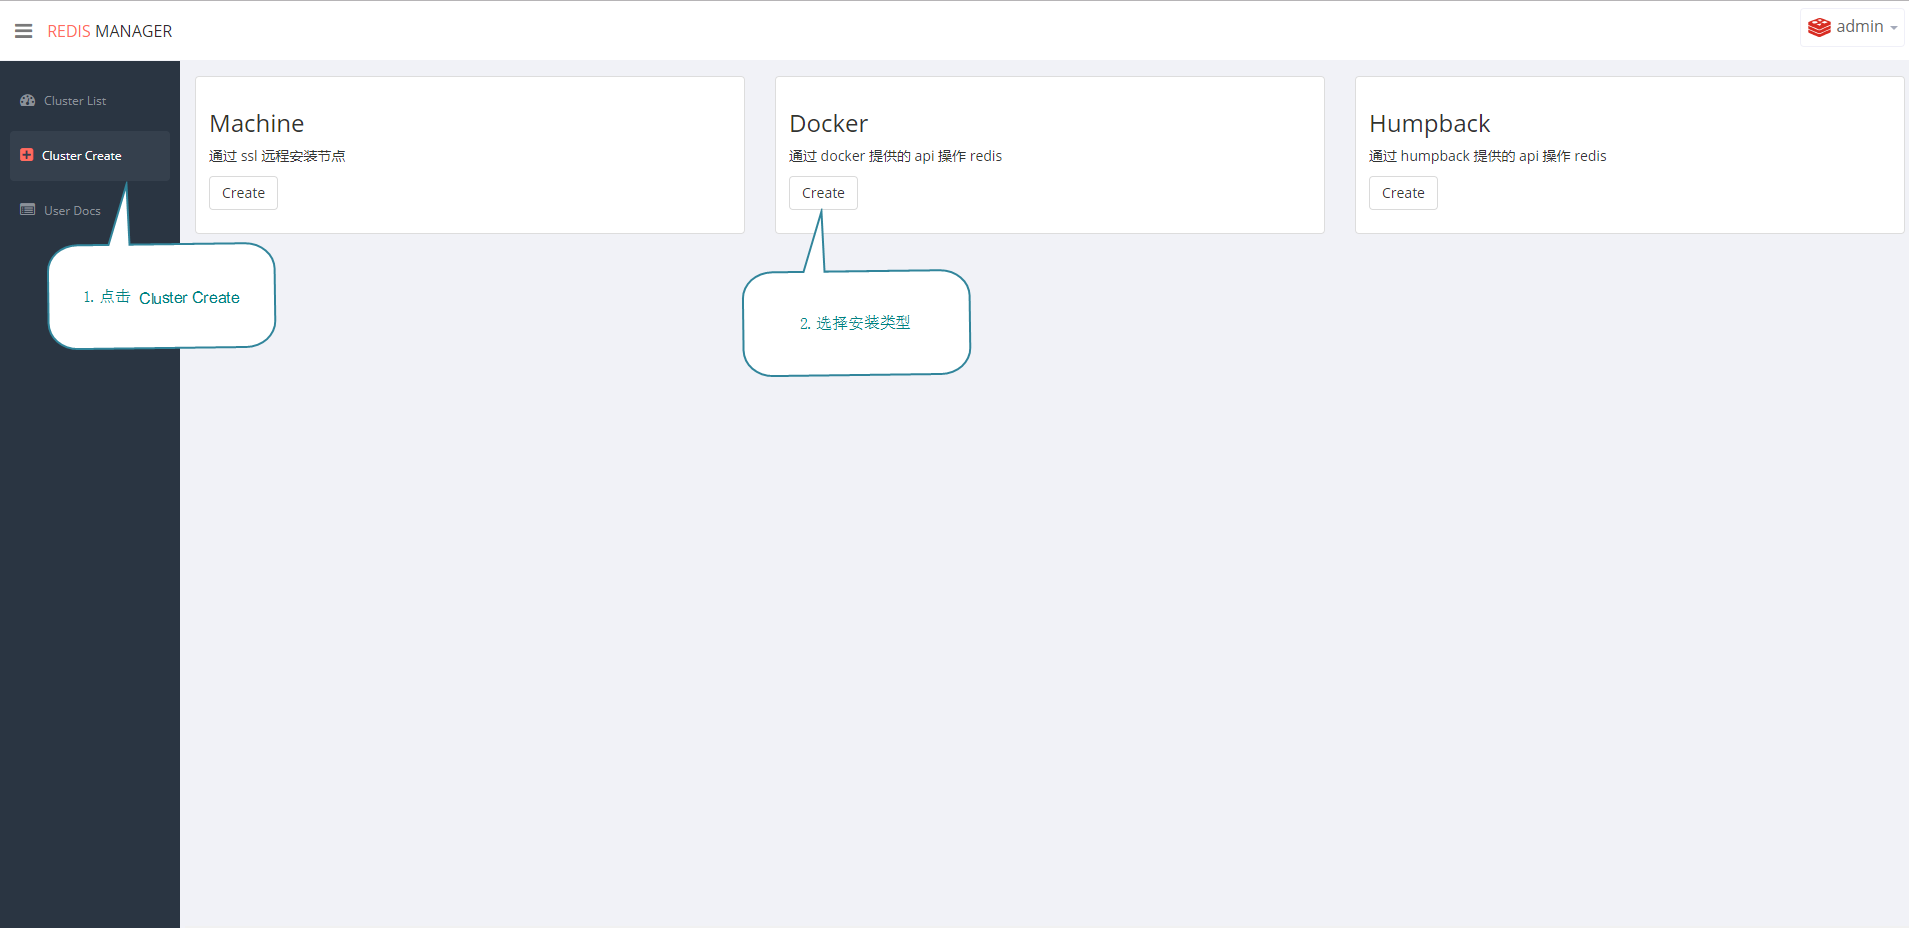 REDIS MANAGER
admin
Cluster List
Cluster Create
User Docs
Machine
通过 ssl 远程安装节点
Create
Docker
通过 docker 提供的 api 操作 redis
Create
Humpback
通过 humpback 提供的 api 操作 redis
Create
1. 点击 Cluster Create
2. 选择安装类型